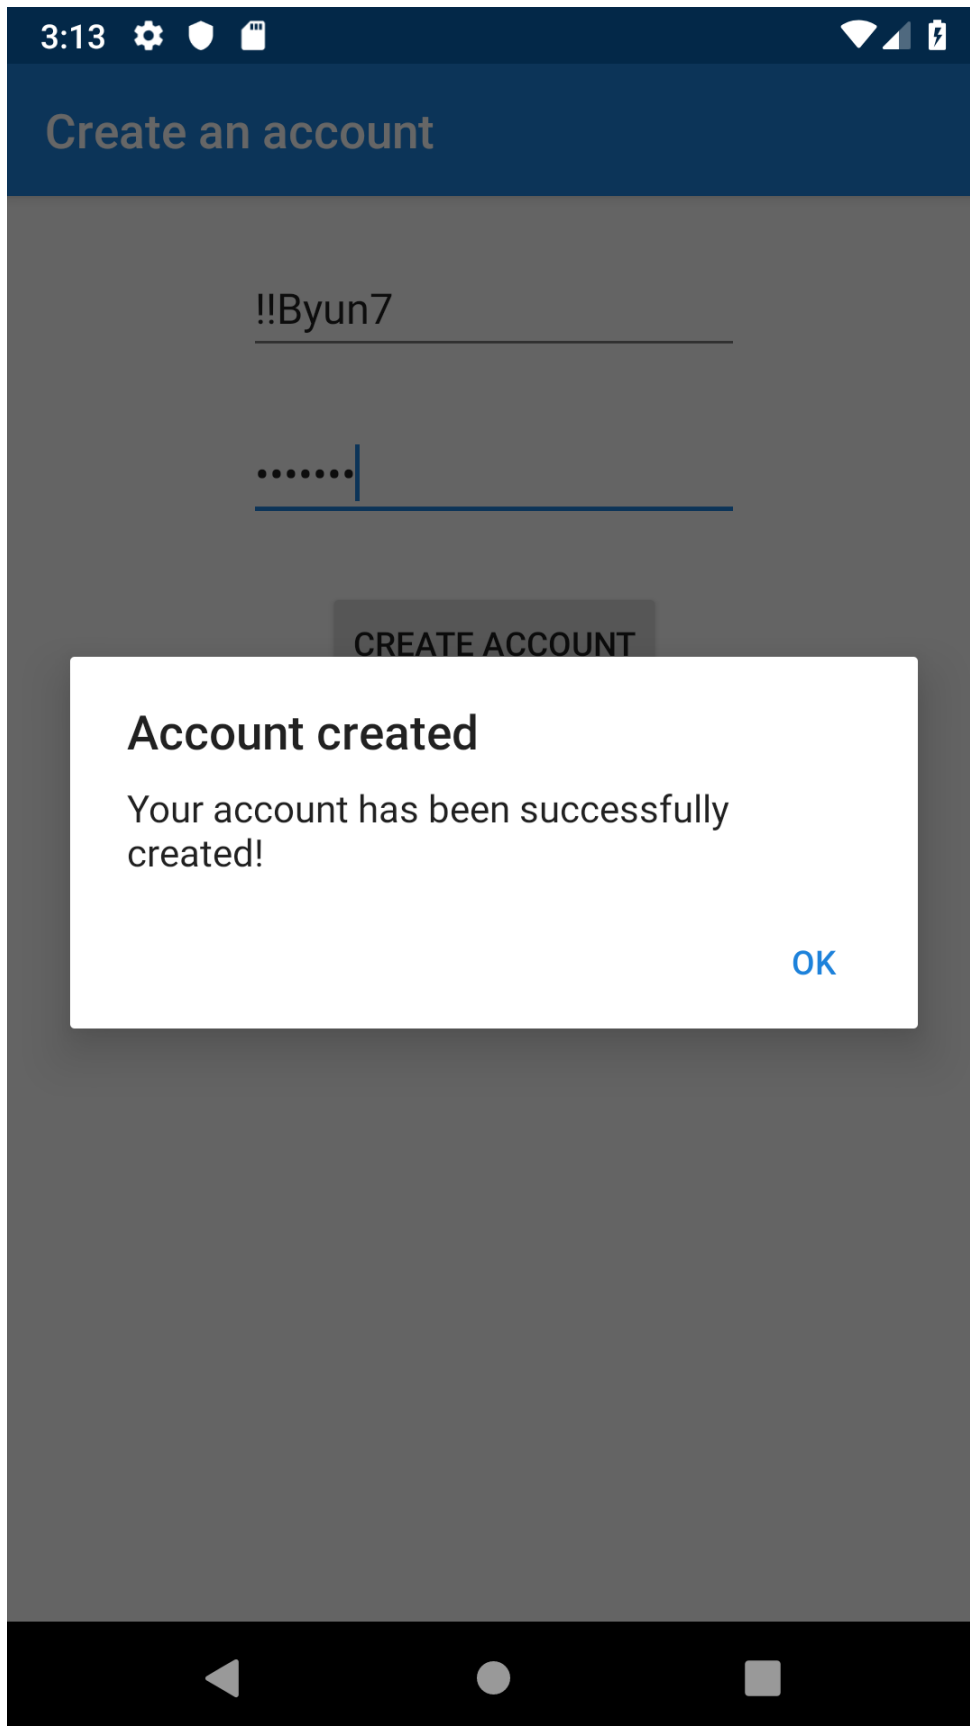 3:13
Create an account
!!Byun7
•••••••
CREATE ACCOUNT
Account created
Your account has been successfully
created!
OK